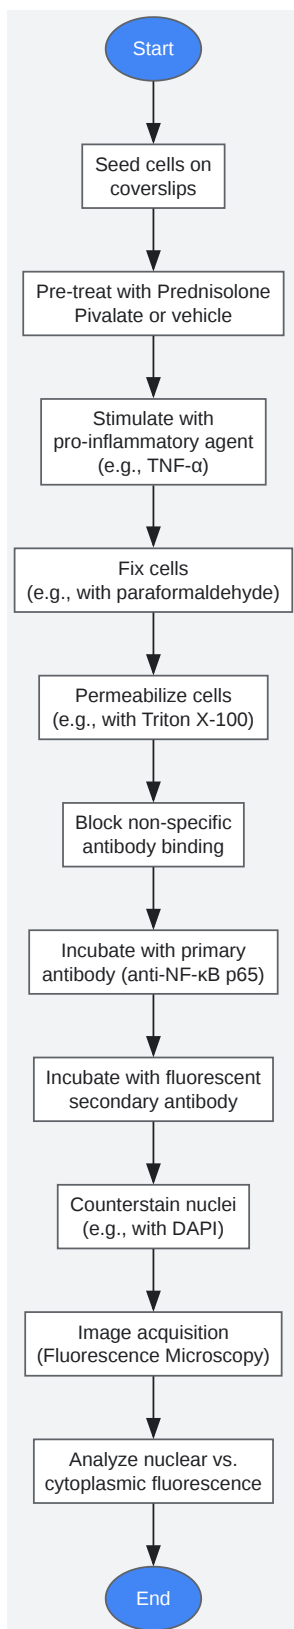 Start
Seed cells on
coverslips
Pre-treat with Prednisolone
Pivalate or vehicle
Stimulate with
pro-inflammatory agent
(e.g., TNF-α)
Fix cells
(e.g., with paraformaldehyde)
Permeabilize cells
(e.g., with Triton X-100)
Block non-specific
antibody binding
Incubate with primary
antibody (anti-NF-κB p65)
Incubate with fluorescent
secondary antibody
Counterstain nuclei
(e.g., with DAPI)
Image acquisition
(Fluorescence Microscopy)
Analyze nuclear vs.
cytoplasmic fluorescence
End